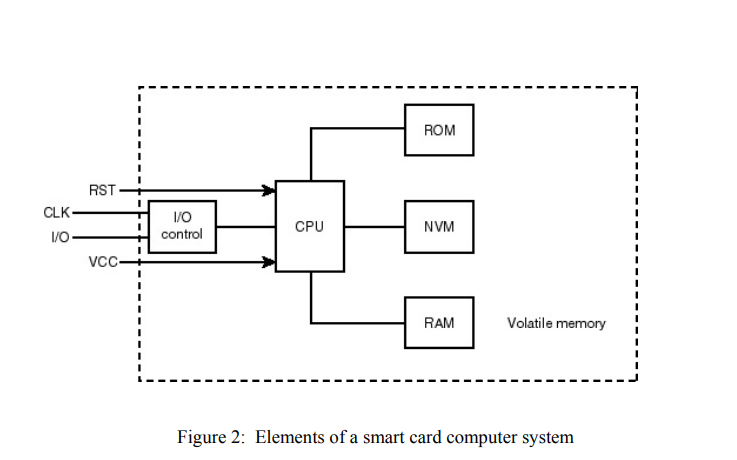 ROM
RST
CLK
I/O
I/O
control
CPU
NVM
VCC
RAM
Volatile memory
Figure 2: Elements of a smart card computer system